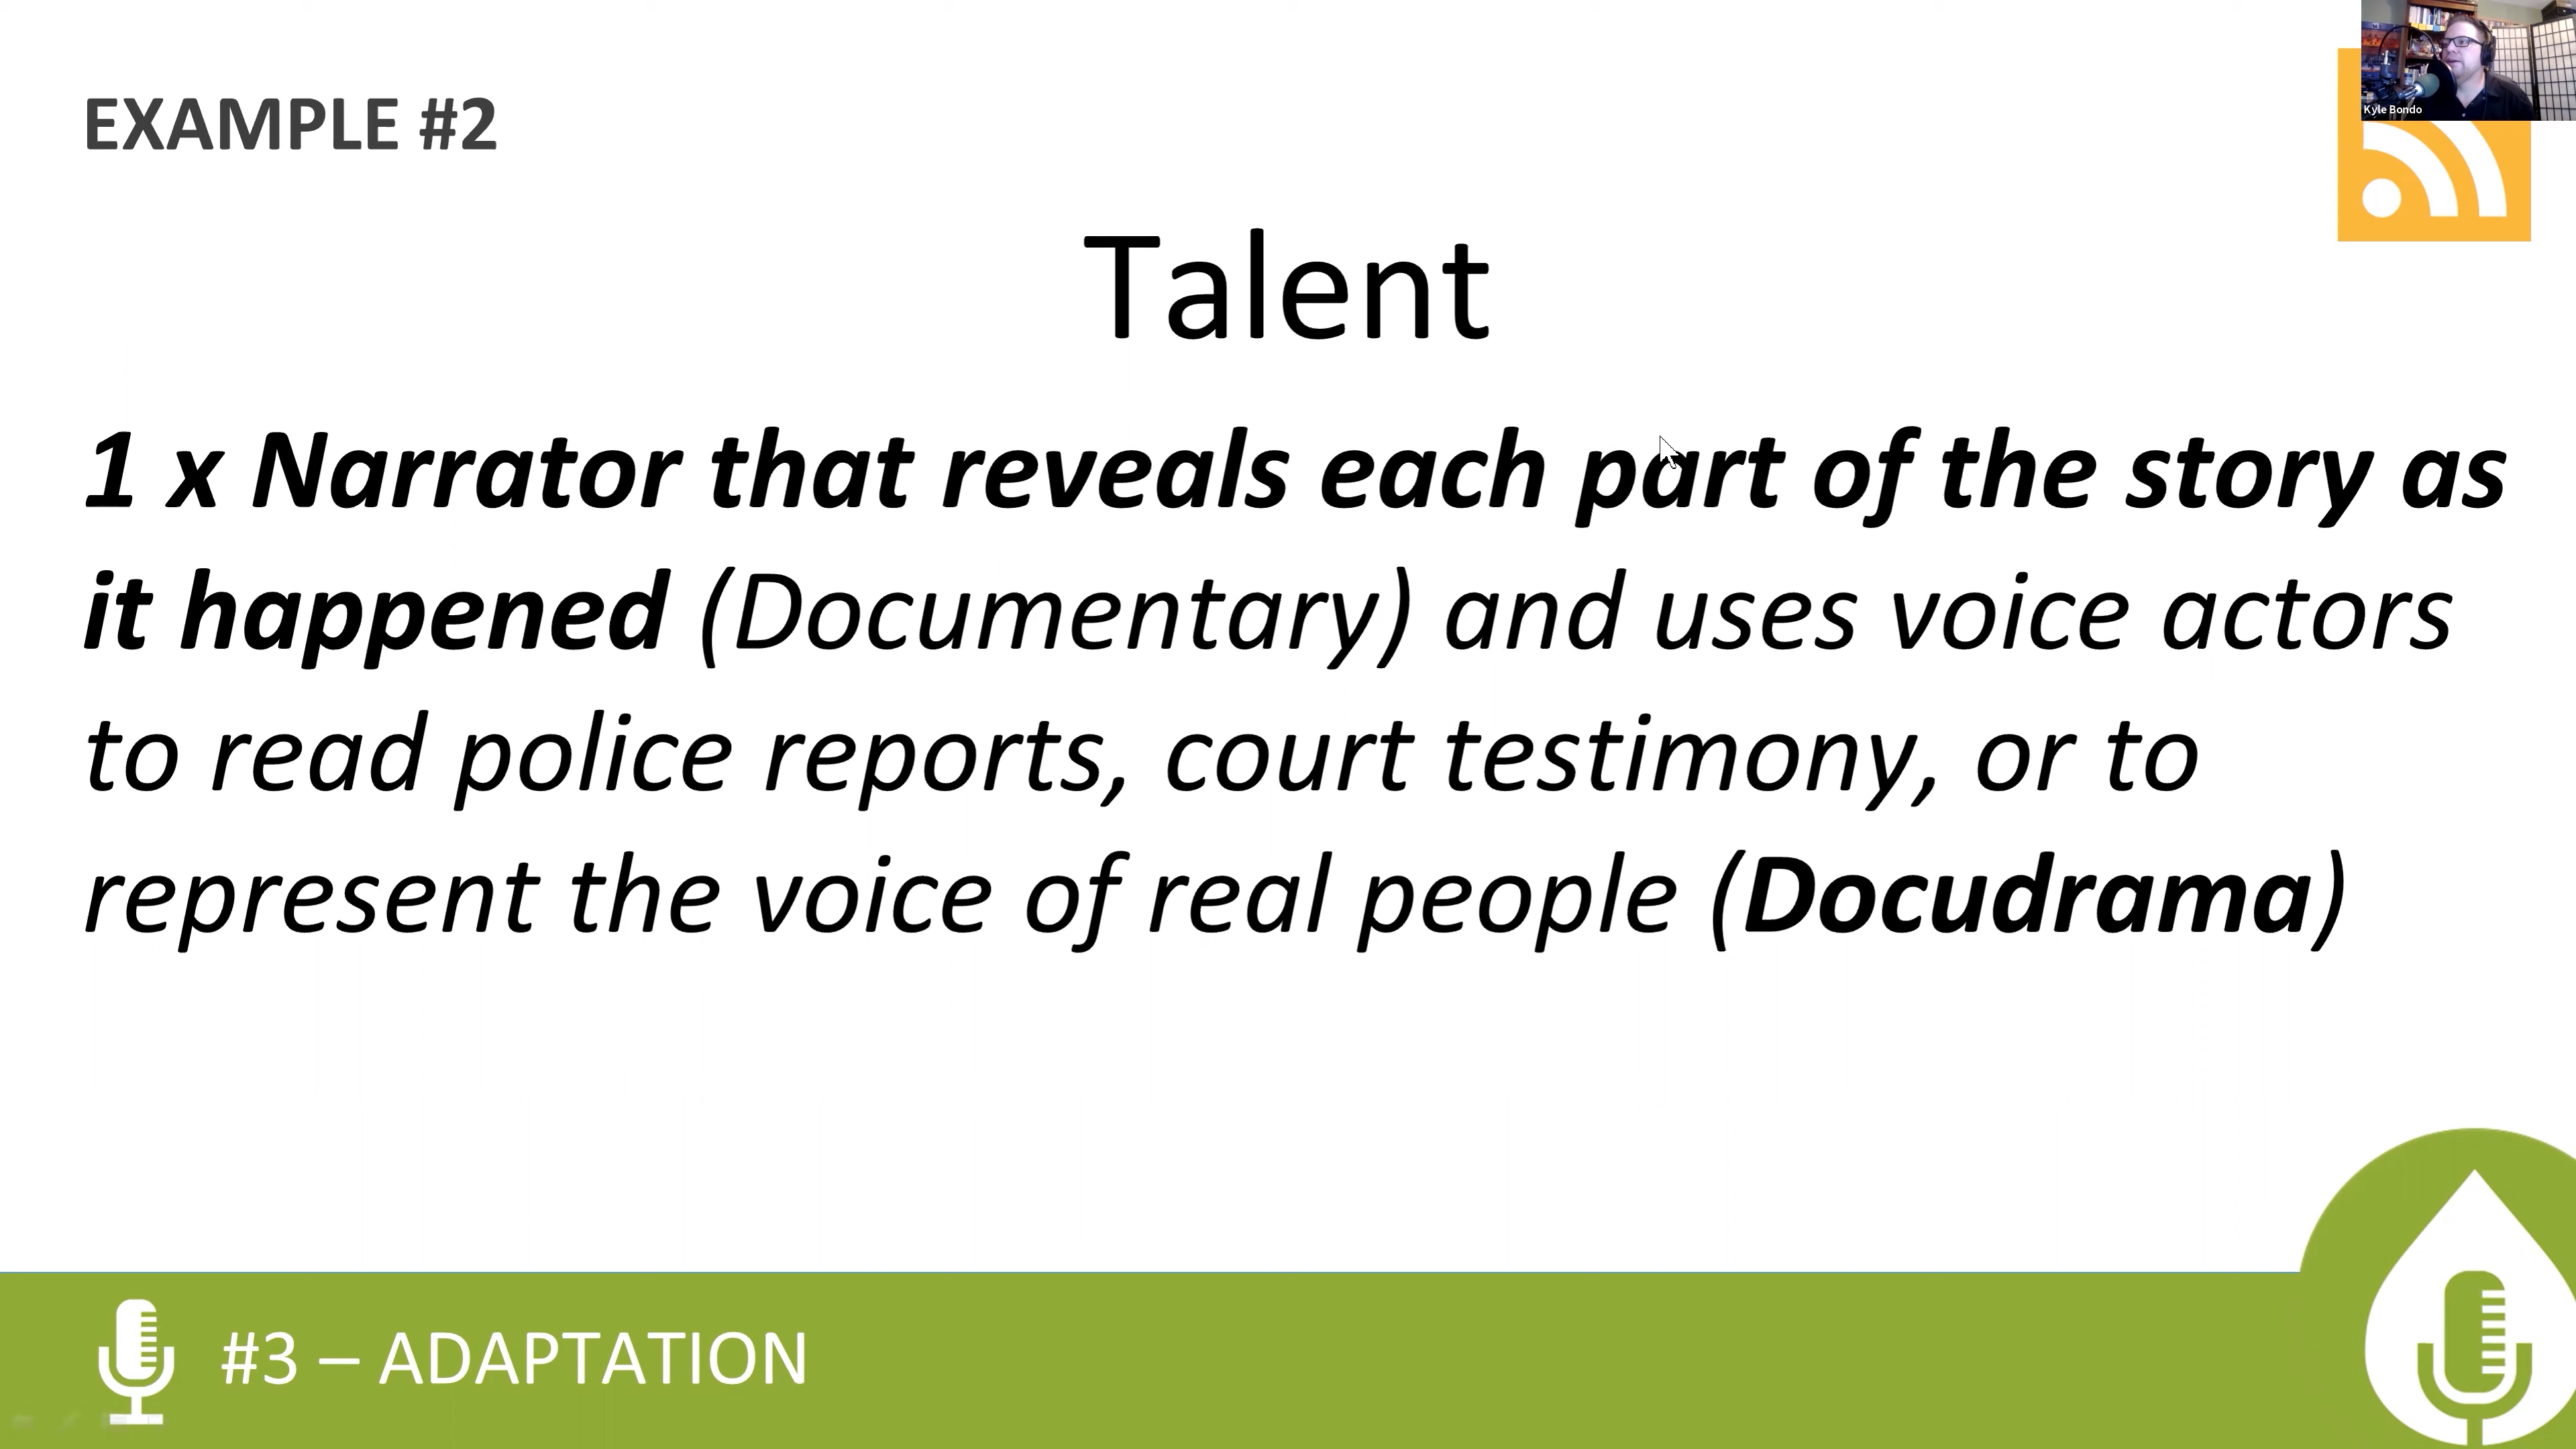 Kyle Bondo
EXAMPLE #2
Talent
1 x Narrator that reveals each part of the story as
it happened (Documentary) and uses voice actors
to read police reports, court testimony, or to
represent the voice of real people (Docudrama)
#3 – ADAPTATION